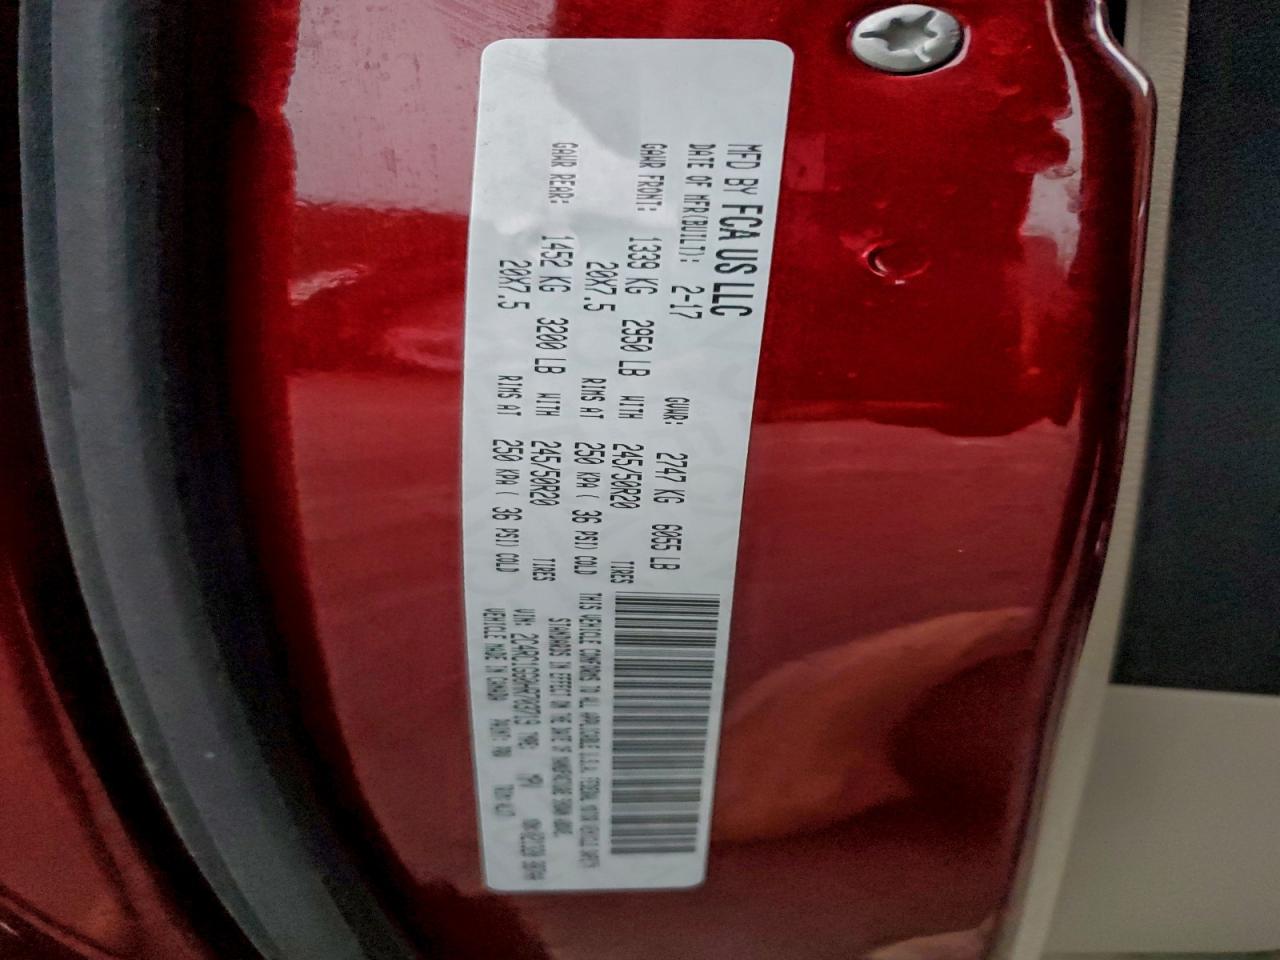 MFD BY FCA US LLC
DATE OF MFR(BUILT): 2-17 GVWR: 2747 KG 6055 LB
GAWR FRONT: 1339 KG 2950 LB WITH 245/50R20 TIRES
20X7.5 RIMS AT 250 KPA ( 36 PSI) COLD
GAWR REAR: 1452 KG 3200 LB WITH 245/50R20 TIRES
20X7.5 RIMS AT 250 KPA ( 36 PSI) COLD
THIS VEHICLE CONFORMS TO ALL APPLICABLE U.S.A. FEDERAL MOTOR VEHICLE SAFETY
STANDARDS IN EFFECT ON THE DATE OF MANUFACTURE SHOWN ABOVE.
VIN: TYPE:
VEHICLE MADE IN CANADA PAINT: TRIM: